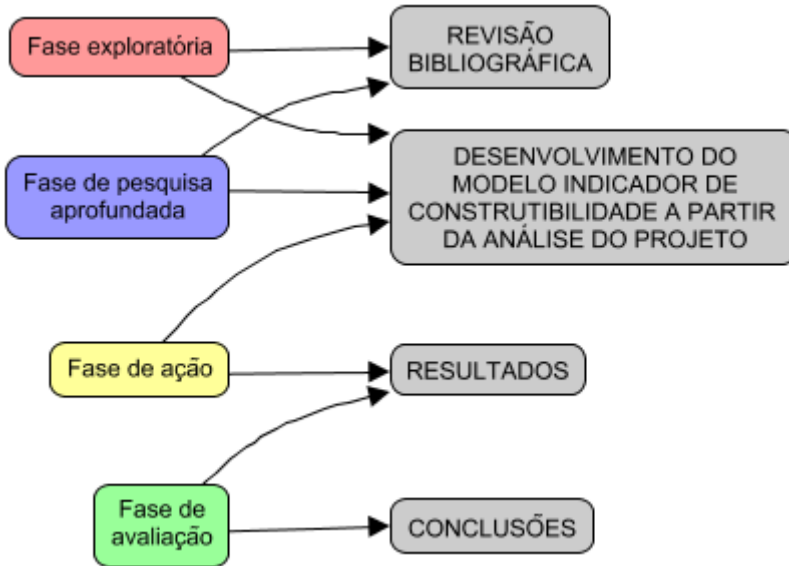 Fase exploratória
REVISÃO
BIBLIOGRÁFICA
Fase de pesquisa
aprofundada
DESENVOLVIMENTO DO
MODELO INDICADOR DE
CONSTRUTIBILIDADE A PARTIR
DA ANÁLISE DO PROJETO
Fase de ação
RESULTADOS
Fase de
avaliação
CONCLUSÕES